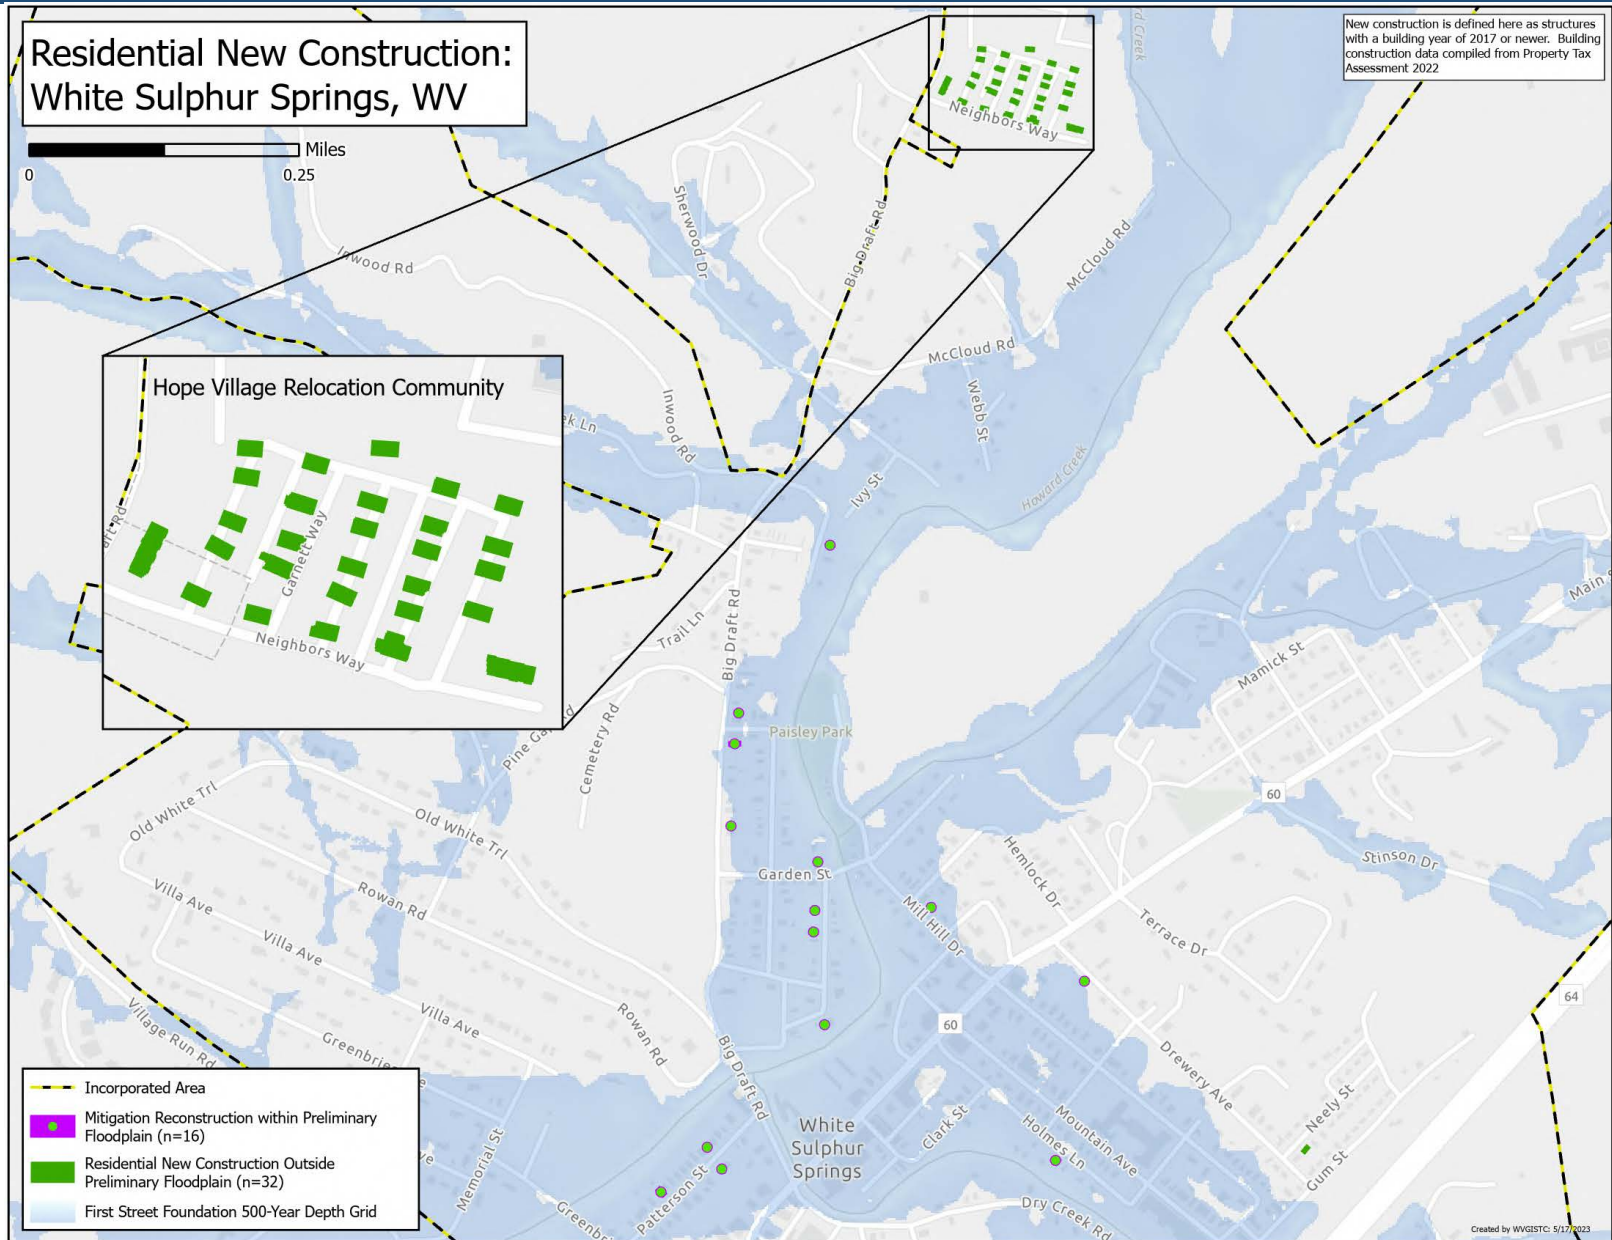 Residential New Construction:
White Sulphur Springs, WV
Miles
0
0.25
New construction is defined here as structures
with a building year of 2017 or newer. Building
construction data compiled from Property Tax
Assessment 2022
Neighbors Way
Sherwood Dr
Big Draft Rd
McCloud Rd
Inwood Rd
McCloud Rd
Webb St
Inwood Rd
Ivy St
Howard Creek
Hope Village Relocation Community
Garnett Way
Neighbors Way
Trail Ln
Big Draft Rd
Cemetery Rd
Paisley Park
Mamick St
60
Stinson Dr
Old White Trl
Old White Trl
Rowan Rd
Villa Ave
Villa Ave
Villa Ave
Rowan Rd
Village Run Rd
Garden St
Mill Hill Dr
Hemlock Dr
Terrace Dr
64
60
Drewery Ave
Neely St
Gum St
Big Draft Rd
White
Sulphur
Springs
Clark St
Holmes Ln
Mountain Ave
Memorial St
Patterson St
Dry Creek Rd
Incorporated Area
Mitigation Reconstruction within Preliminary
Floodplain (n=16)
Residential New Construction Outside
Preliminary Floodplain (n=32)
First Street Foundation 500-Year Depth Grid
Created by WVGISTC: 5/17/2023